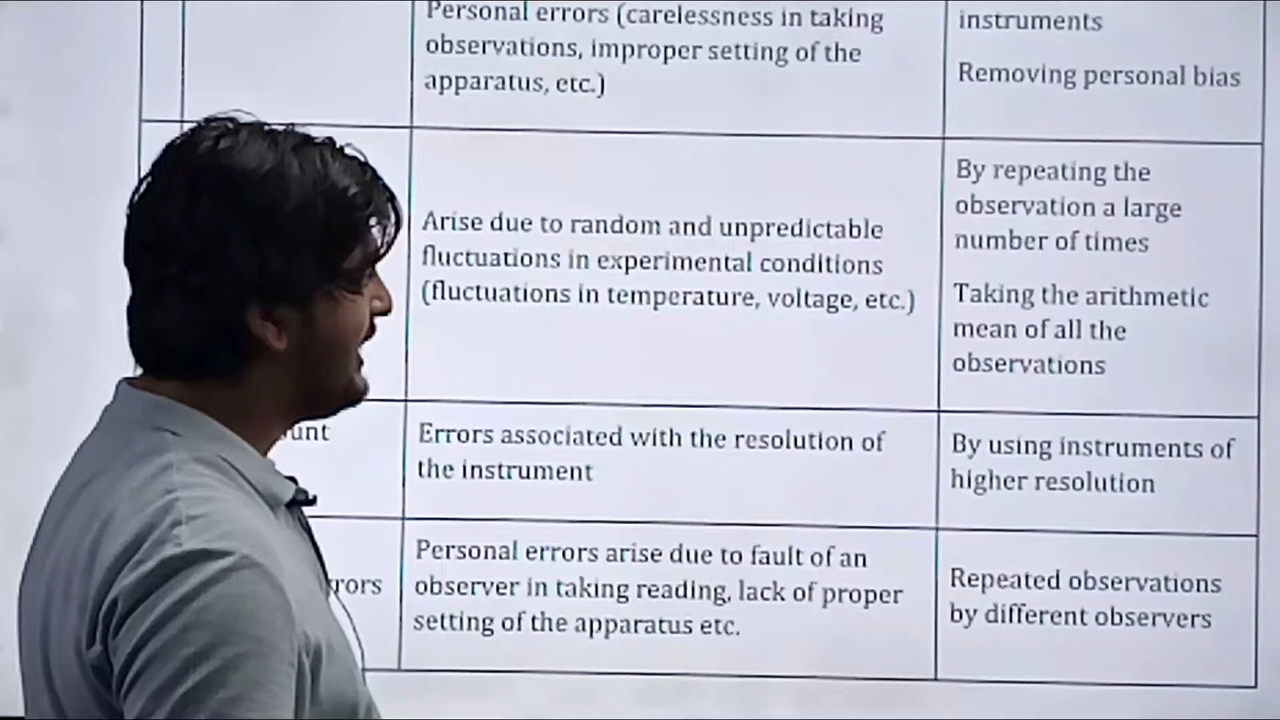 Personal errors (carelessness in taking
observations, improper setting of the
apparatus, etc.)
instruments
Removing personal bias
Arise due to random and unpredictable
fluctuations in experimental conditions
(fluctuations in temperature, voltage, etc.)
By repeating the
observation a large
number of times
Taking the arithmetic
mean of all the
observations
Errors associated with the resolution of
the instrument
By using instruments of
higher resolution
Personal errors arise due to fault of an
observer in taking reading, lack of proper
setting of the apparatus etc.
Repeated observations
by different observers